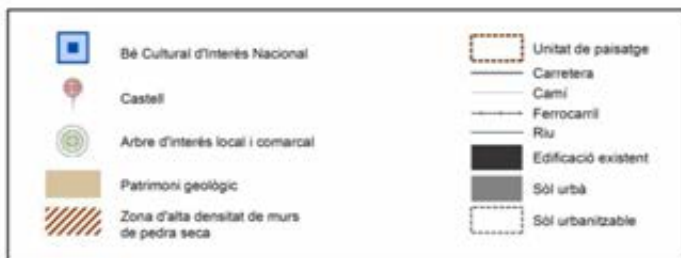 Bé Cultural d'Interès Nacional
Castell
Arbre d'interès local i comarcal
Patrimoni geològic
Zona d'alta densitat de murs
de pedra seca
Unitat de paisatge
Carretera
Camí
Ferrocarril
Riu
Edificació existent
Sòl urbà
Sòl urbanitzable